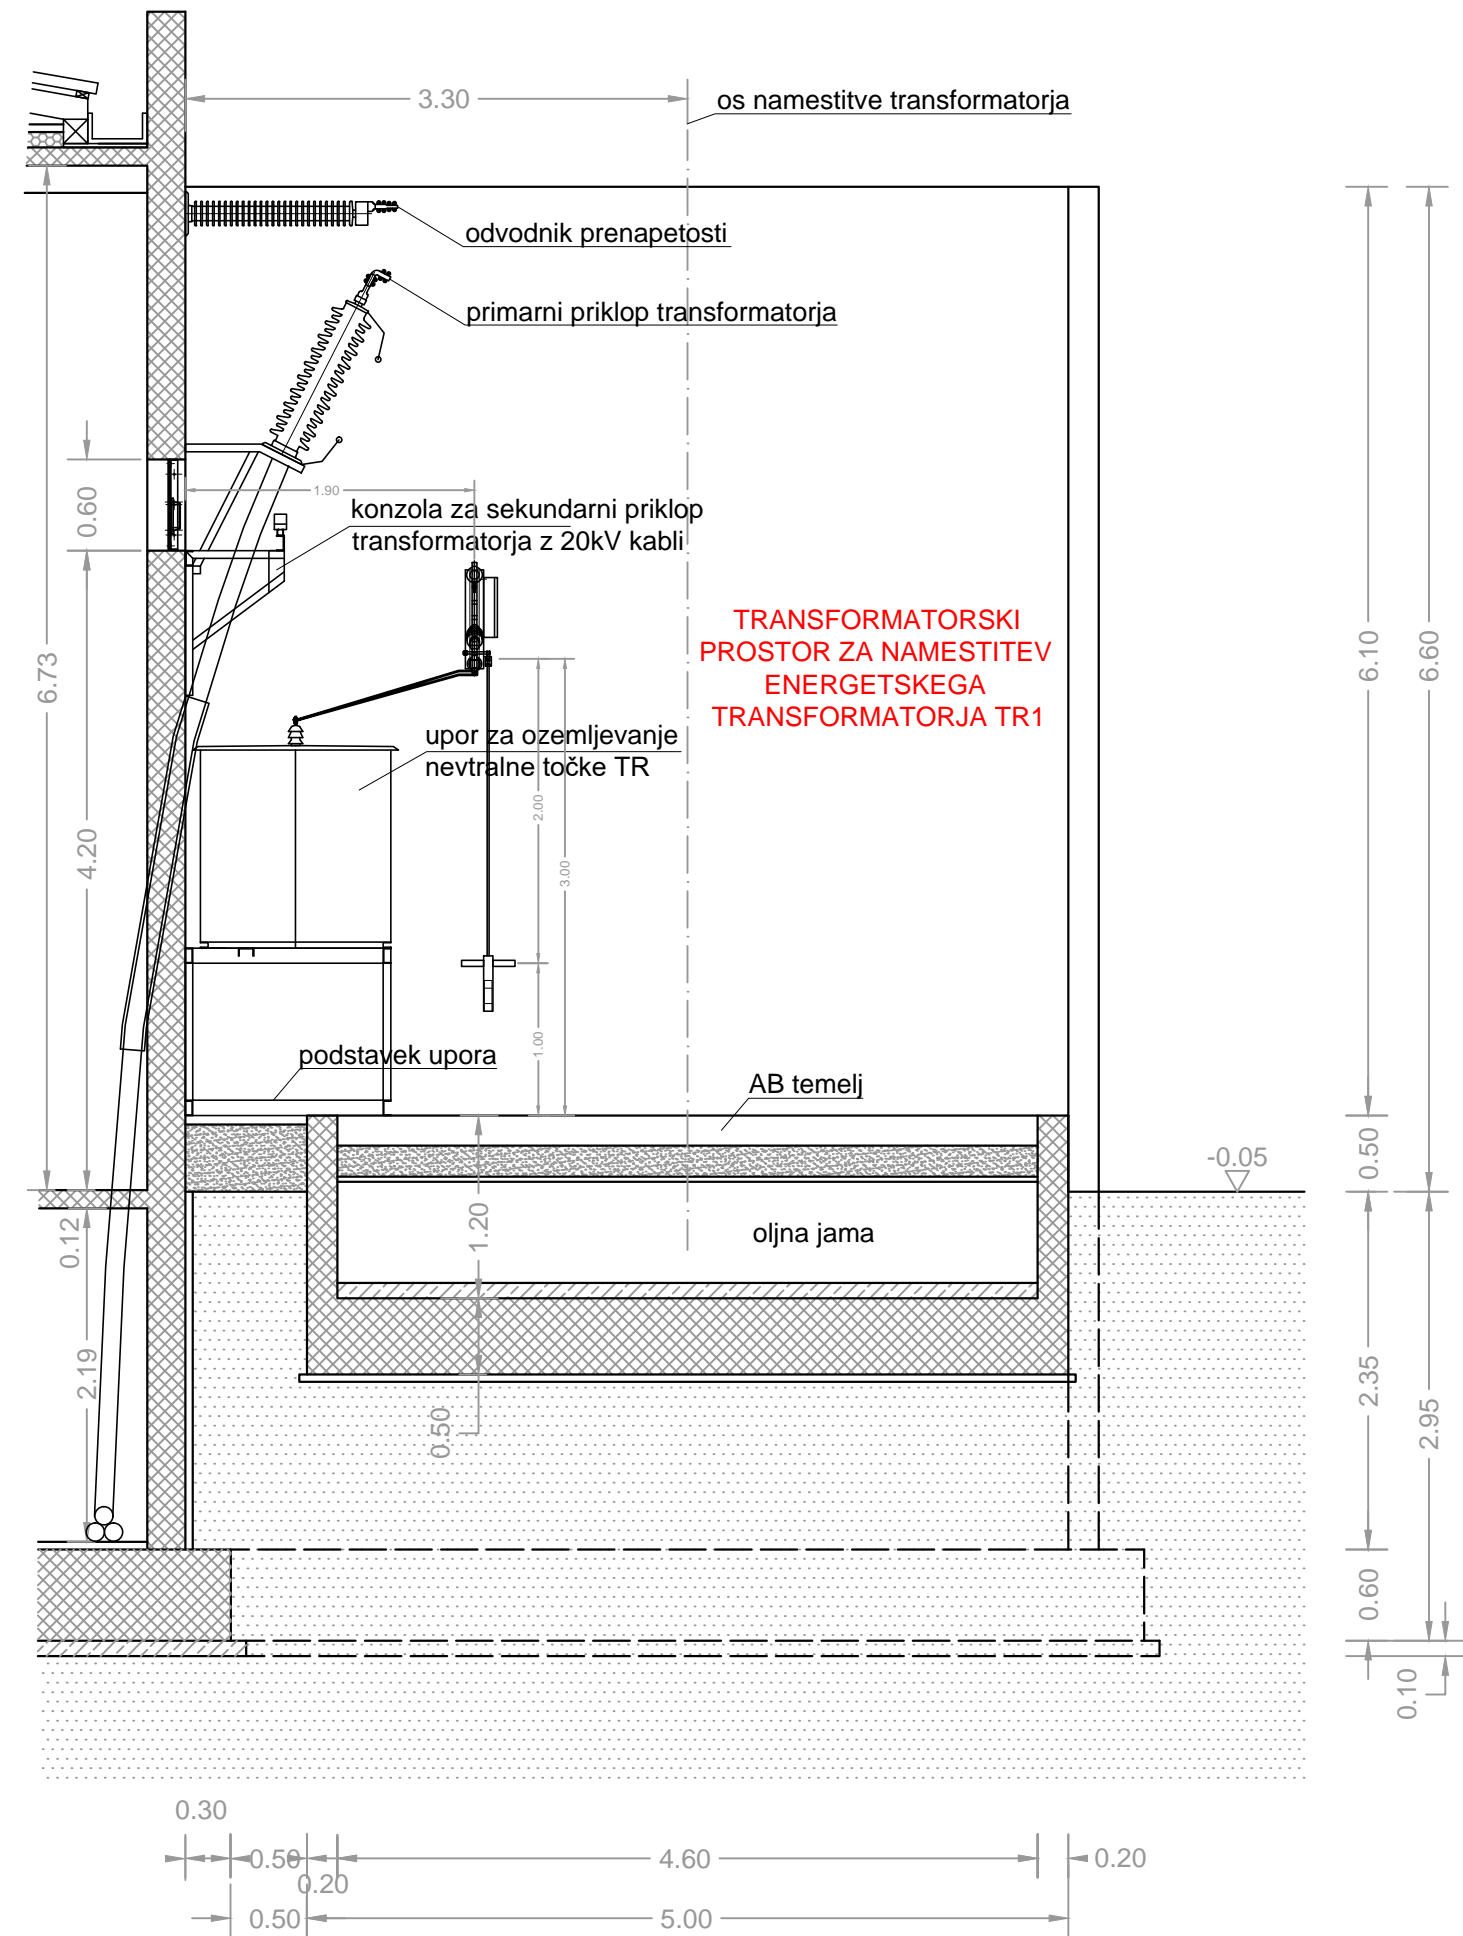 3.30
os namestitve transformatorja
odvodnik prenapetosti
primarni priklop transformatorja
1.90
0.60
konzola za sekundarni priklop
transformatorja z 20kV kabli
TRANSFORMATORSKI
PROSTOR ZA NAMESTITEV
ENERGETSKEGA
TRANSFORMATORJA TR1
6.73
6.10
6.60
upor za ozemljevanje
nevtralne točke TR
2.00
3.00
4.20
1.00
podstavek upora
AB temelj
0.50
-0.05
0.12
1.20
oljna jama
2.19
0.50
2.35
2.95
0.60
0.10
0.30
0.50
0.20
4.60
0.20
0.50
5.00